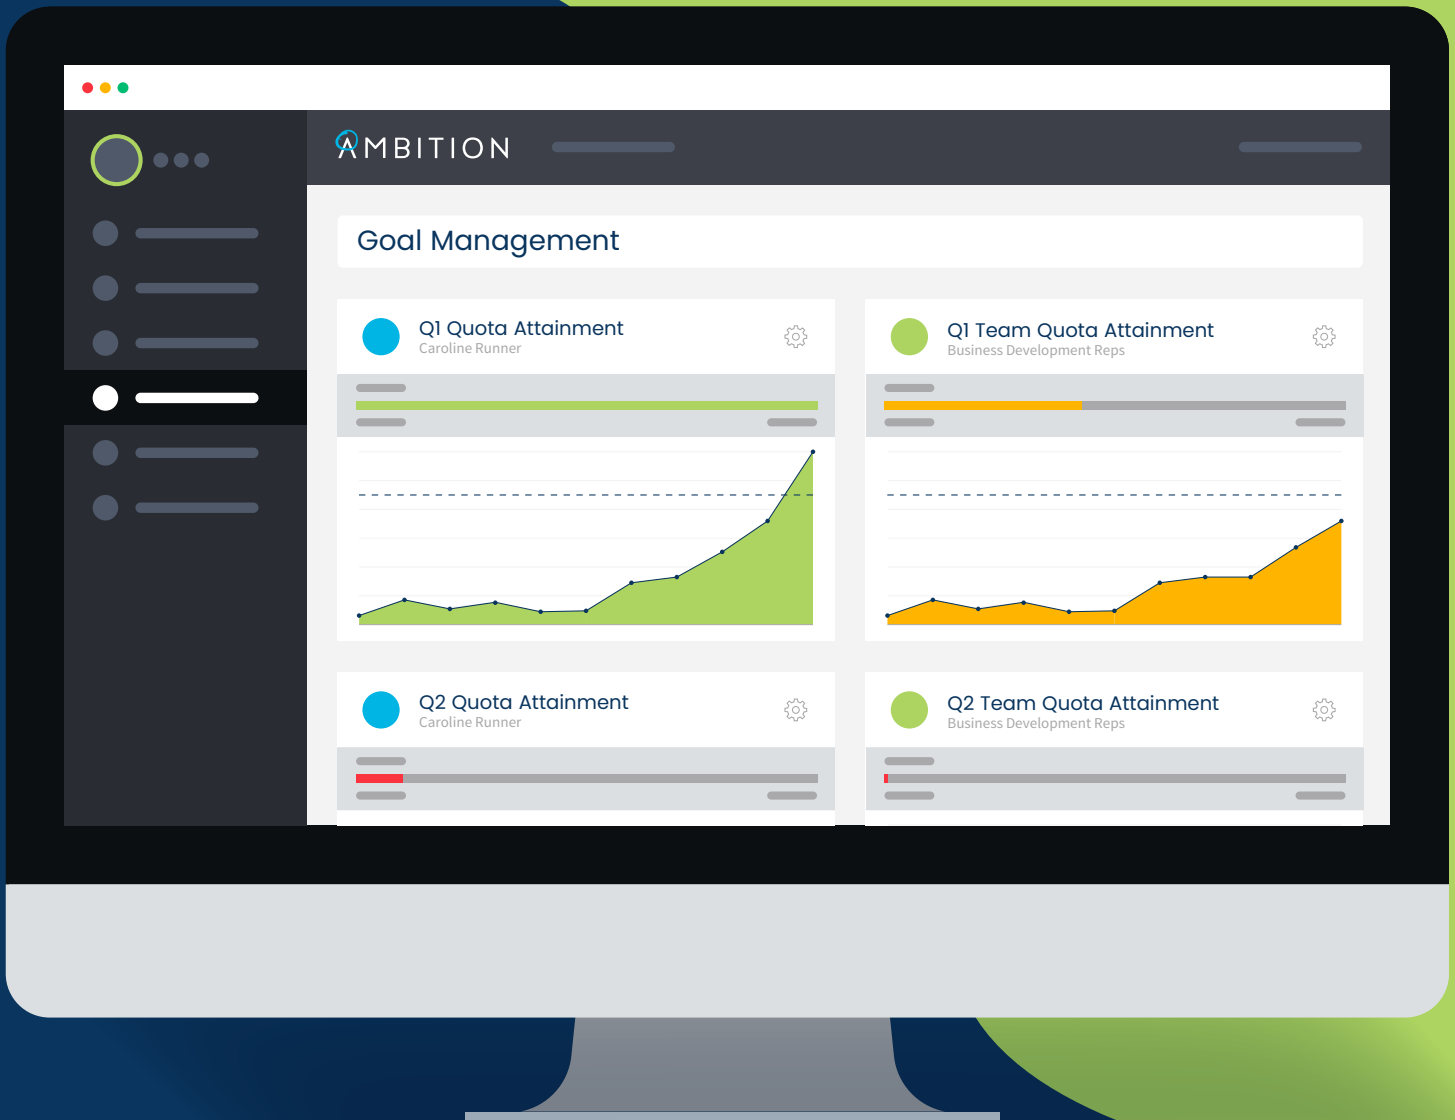 AMBITION
Goal Management
Q1 Quota Attainment
Caroline Runner
Q1 Team Quota Attainment
Business Development Reps
Q2 Quota Attainment
Caroline Runner
Q2 Team Quota Attainment
Business Development Reps